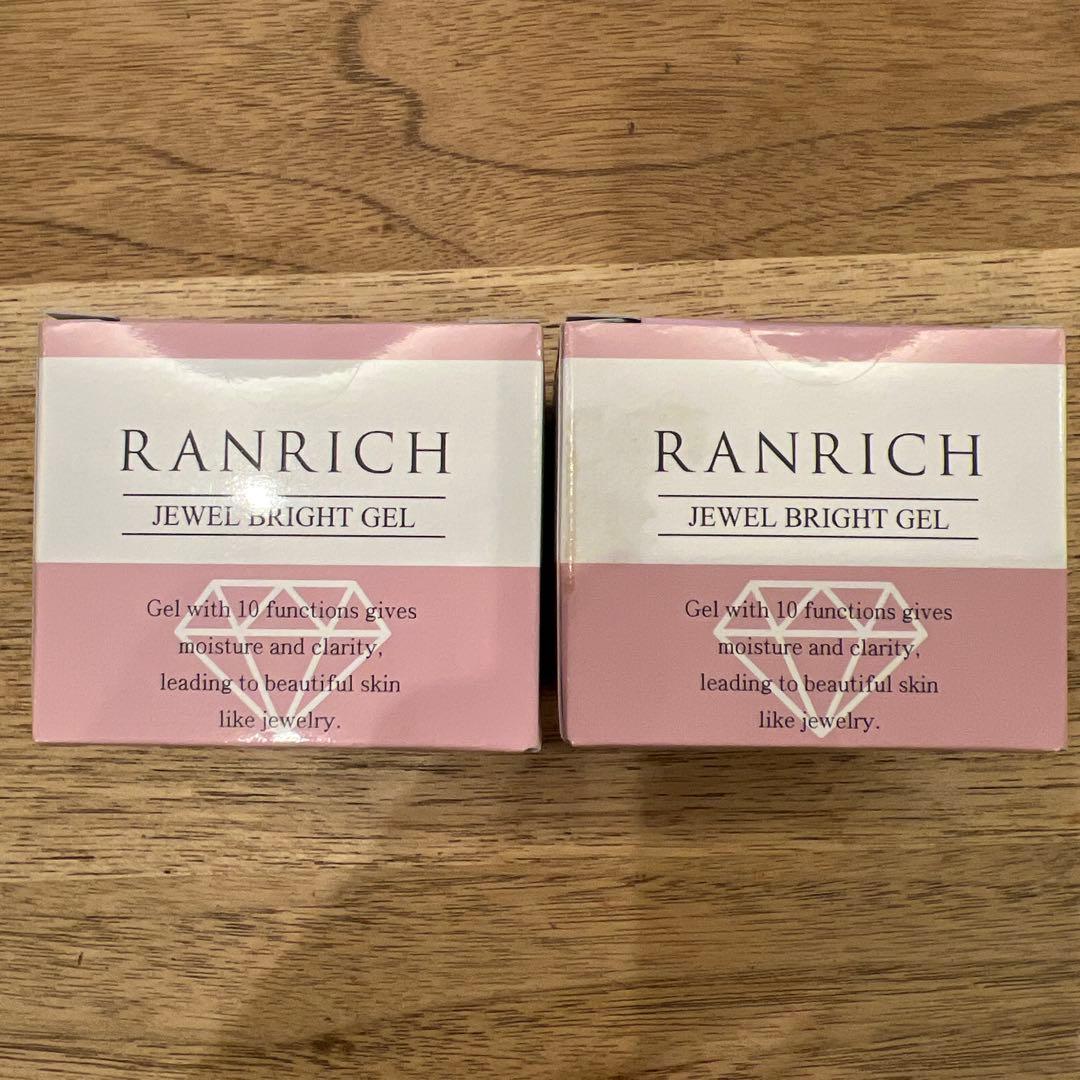 RANRICH
JEWEL BRIGHT GEL
Gel with 10 functions gives
moisture and clarity,
leading to beautiful skin
like jewelry.
RANRICH
JEWEL BRIGHT GEL
Gel with 10 functions gives
moisture and clarity,
leading to beautiful skin
like jewelry.